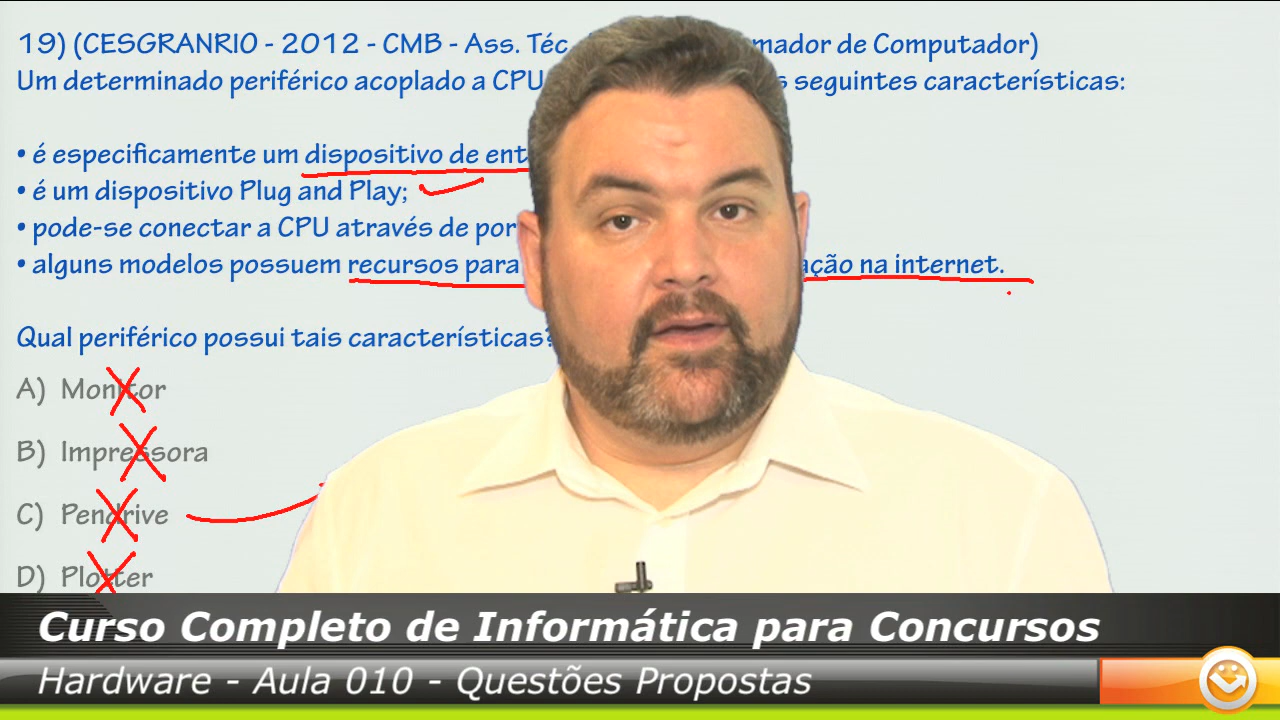 19) (CESGRANRIO - 2012 - CMB - Ass. Téc. mador de Computador)
Um determinado periférico acoplado a CPU s seguintes características:
• é especificamente um dispositivo de ent
• é um dispositivo Plug and Play;
• pode-se conectar a CPU através de por
• alguns modelos possuem recursos para ação na internet.
Qual periférico possui tais características?
A) Monitor
B) Impressora
C) Pendrive
D) Plotter
Curso Completo de Informática para Concursos
Hardware - Aula 010 - Questões Propostas